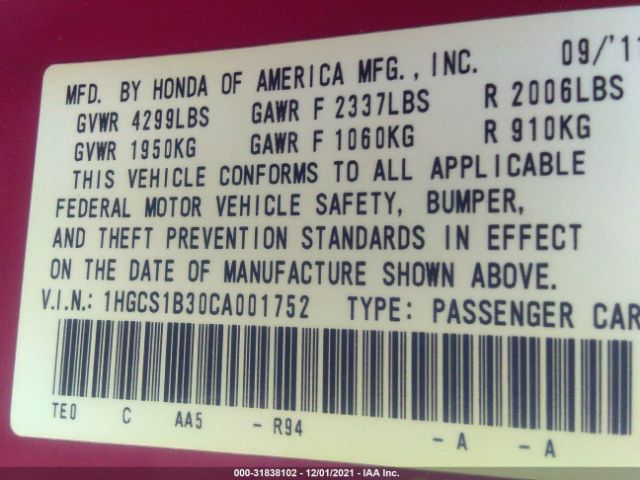 MFD. BY HONDA OF AMERICA MFG., INC. 09/'11
GVWR 4299LBS GAWR F 2337LBS R 2006LBS
GVWR 1950KG GAWR F 1060KG R 910KG
THIS VEHICLE CONFORMS TO ALL APPLICABLE
FEDERAL MOTOR VEHICLE SAFETY, BUMPER,
AND THEFT PREVENTION STANDARDS IN EFFECT
ON THE DATE OF MANUFACTURE SHOWN ABOVE.
V.I.N.: 1HGCS1B30CA001752 TYPE: PASSENGER CAR
TE0 C AA5 - R94 - A - A
000-31838102 - 12/01/2021 - IAA Inc.